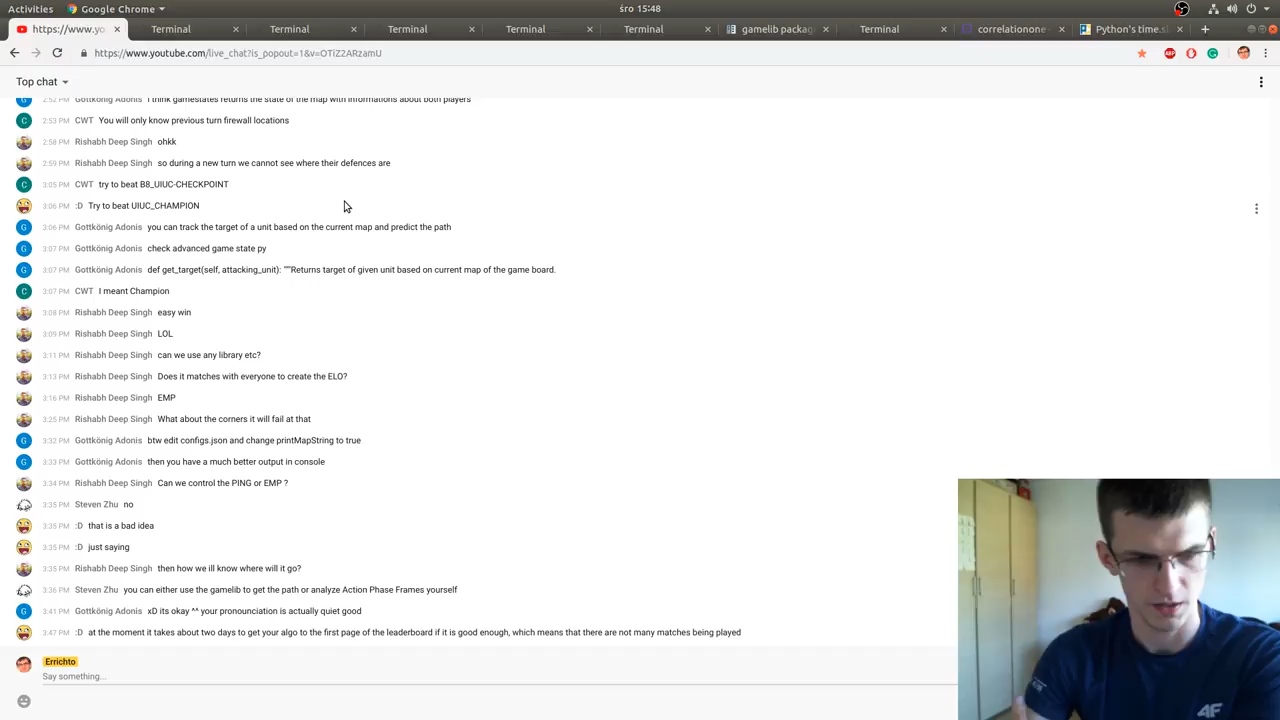 Activities Google Chrome śro 15:48
https://www.yo Terminal Terminal Terminal Terminal Terminal gamelib packag Terminal correlationone Python's time.sl
https://www.youtube.com/live_chat?is_popout=1&v=OTiZ2ARzamU
Top chat
2:52 PM Gottkönig Adonis I think gamestates returns the state of the map with informations about both players
2:53 PM CWT You will only know previous turn firewall locations
2:58 PM Rishabh Deep Singh ohkk
2:59 PM Rishabh Deep Singh so during a new turn we cannot see where their defences are
3:05 PM CWT try to beat B8_UIUC-CHECKPOINT
3:06 PM :D Try to beat UIUC_CHAMPION
3:06 PM Gottkönig Adonis you can track the target of a unit based on the current map and predict the path
3:07 PM Gottkönig Adonis check advanced game state py
3:07 PM Gottkönig Adonis def get_target(self, attacking_unit): """Returns target of given unit based on current map of the game board.
3:07 PM CWT I meant Champion
3:08 PM Rishabh Deep Singh easy win
3:09 PM Rishabh Deep Singh LOL
3:11 PM Rishabh Deep Singh can we use any library etc?
3:13 PM Rishabh Deep Singh Does it matches with everyone to create the ELO?
3:16 PM Rishabh Deep Singh EMP
3:25 PM Rishabh Deep Singh What about the corners it will fail at that
3:32 PM Gottkönig Adonis btw edit configs.json and change printMapString to true
3:33 PM Gottkönig Adonis then you have a much better output in console
3:34 PM Rishabh Deep Singh Can we control the PING or EMP ?
3:35 PM Steven Zhu no
3:35 PM :D that is a bad idea
3:35 PM :D just saying
3:35 PM Rishabh Deep Singh then how we ill know where will it go?
3:36 PM Steven Zhu you can either use the gamelib to get the path or analyze Action Phase Frames yourself
3:41 PM Gottkönig Adonis xD its okay ^^ your pronounciation is actually quiet good
3:47 PM :D at the moment it takes about two days to get your algo to the first page of the leaderboard if it is good enough, which means that there are not many matches being played
Errichto
Say something...
4F